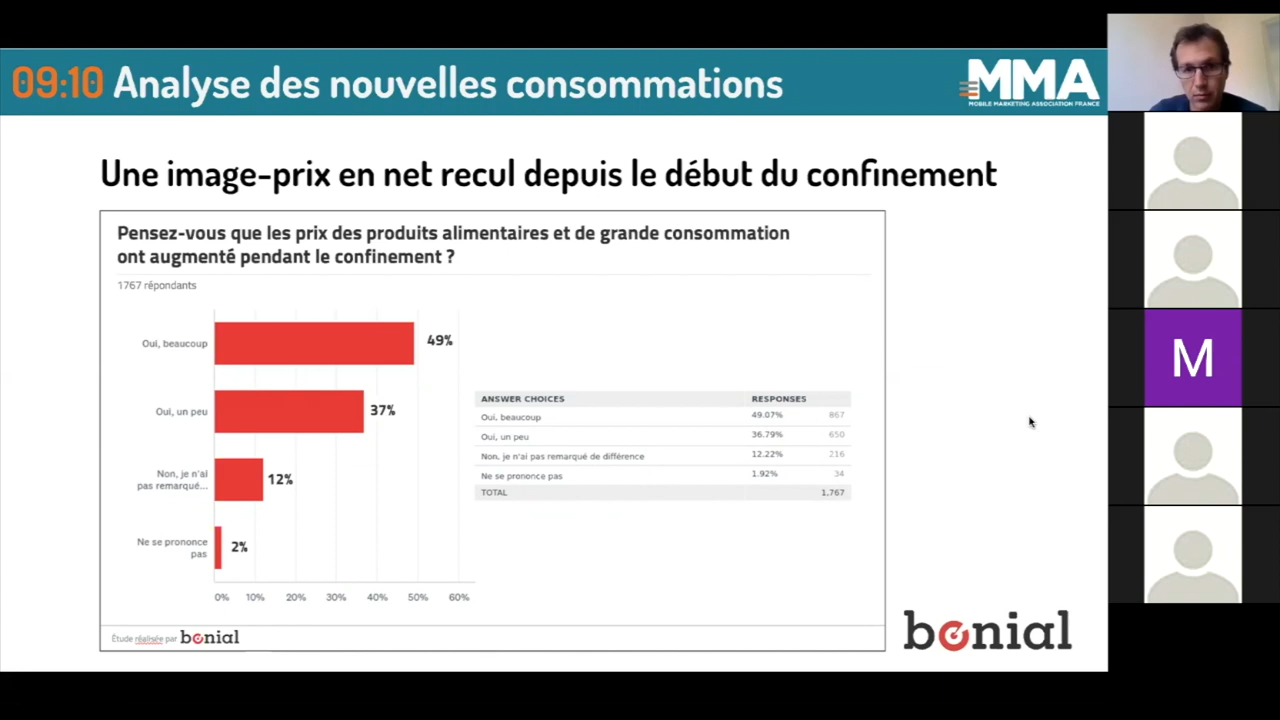 09:10 Analyse des nouvelles consommations
MMA
MOBILE MARKETING ASSOCIATION FRANCE
Une image-prix en net recul depuis le début du confinement
Pensez-vous que les prix des produits alimentaires et de grande consommation
ont augmenté pendant le confinement ?
1767 répondants
Oui, beaucoup
49%
Oui, un peu
37%
Non, je n'ai
pas remarqué...
12%
Ne se prononce
pas
2%
0% 10% 20% 30% 40% 50% 60%
ANSWER CHOICES RESPONSES
Oui, beaucoup 49.07% 867
Oui, un peu 36.79% 650
Non, je n'ai pas remarqué de différence 12.22% 216
Ne se prononce pas 1.92% 34
TOTAL 1,767
Étude réalisée par bonial
bonial
M